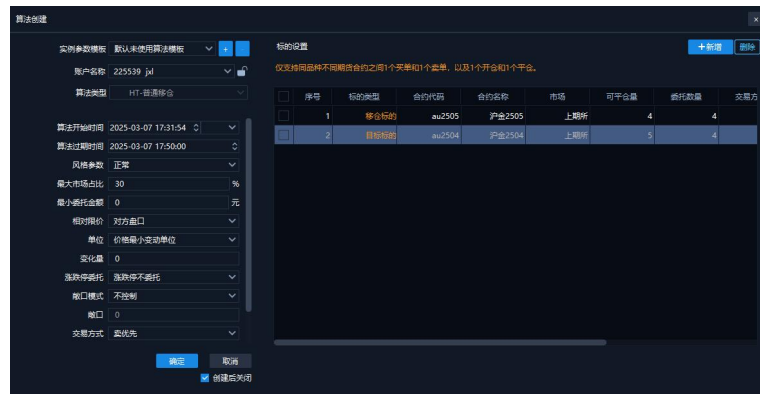 算法创建
×
实例参数模板 默认未使用算法模板 +
账户名称 225539 jxl
算法类型 HT-普通移仓
算法开始时间 2025-03-07 17:31:54
算法过期时间 2025-03-07 17:50:00
风格参数 正常
最大市场占比 30 %
最小委托金额 0 元
相对限价 对方盘口
单位 价格最小变动单位
变化量 0
涨跌停委托 涨跌停不委托
敞口模式 不控制
敞口 0
交易方式 卖优先
确定 取消
创建后关闭
标的设置 +新增 删除
仅支持同品种不同期货合约之间1个买单和1个卖单，以及1个开仓和1个平仓。
序号 标的类型 合约代码 合约名称 市场 可平仓量 委托数量 交易方
1 移仓标的 au2505 沪金2505 上期所 4 4
2 目标标的 au2504 沪金2504 上期所 5 4